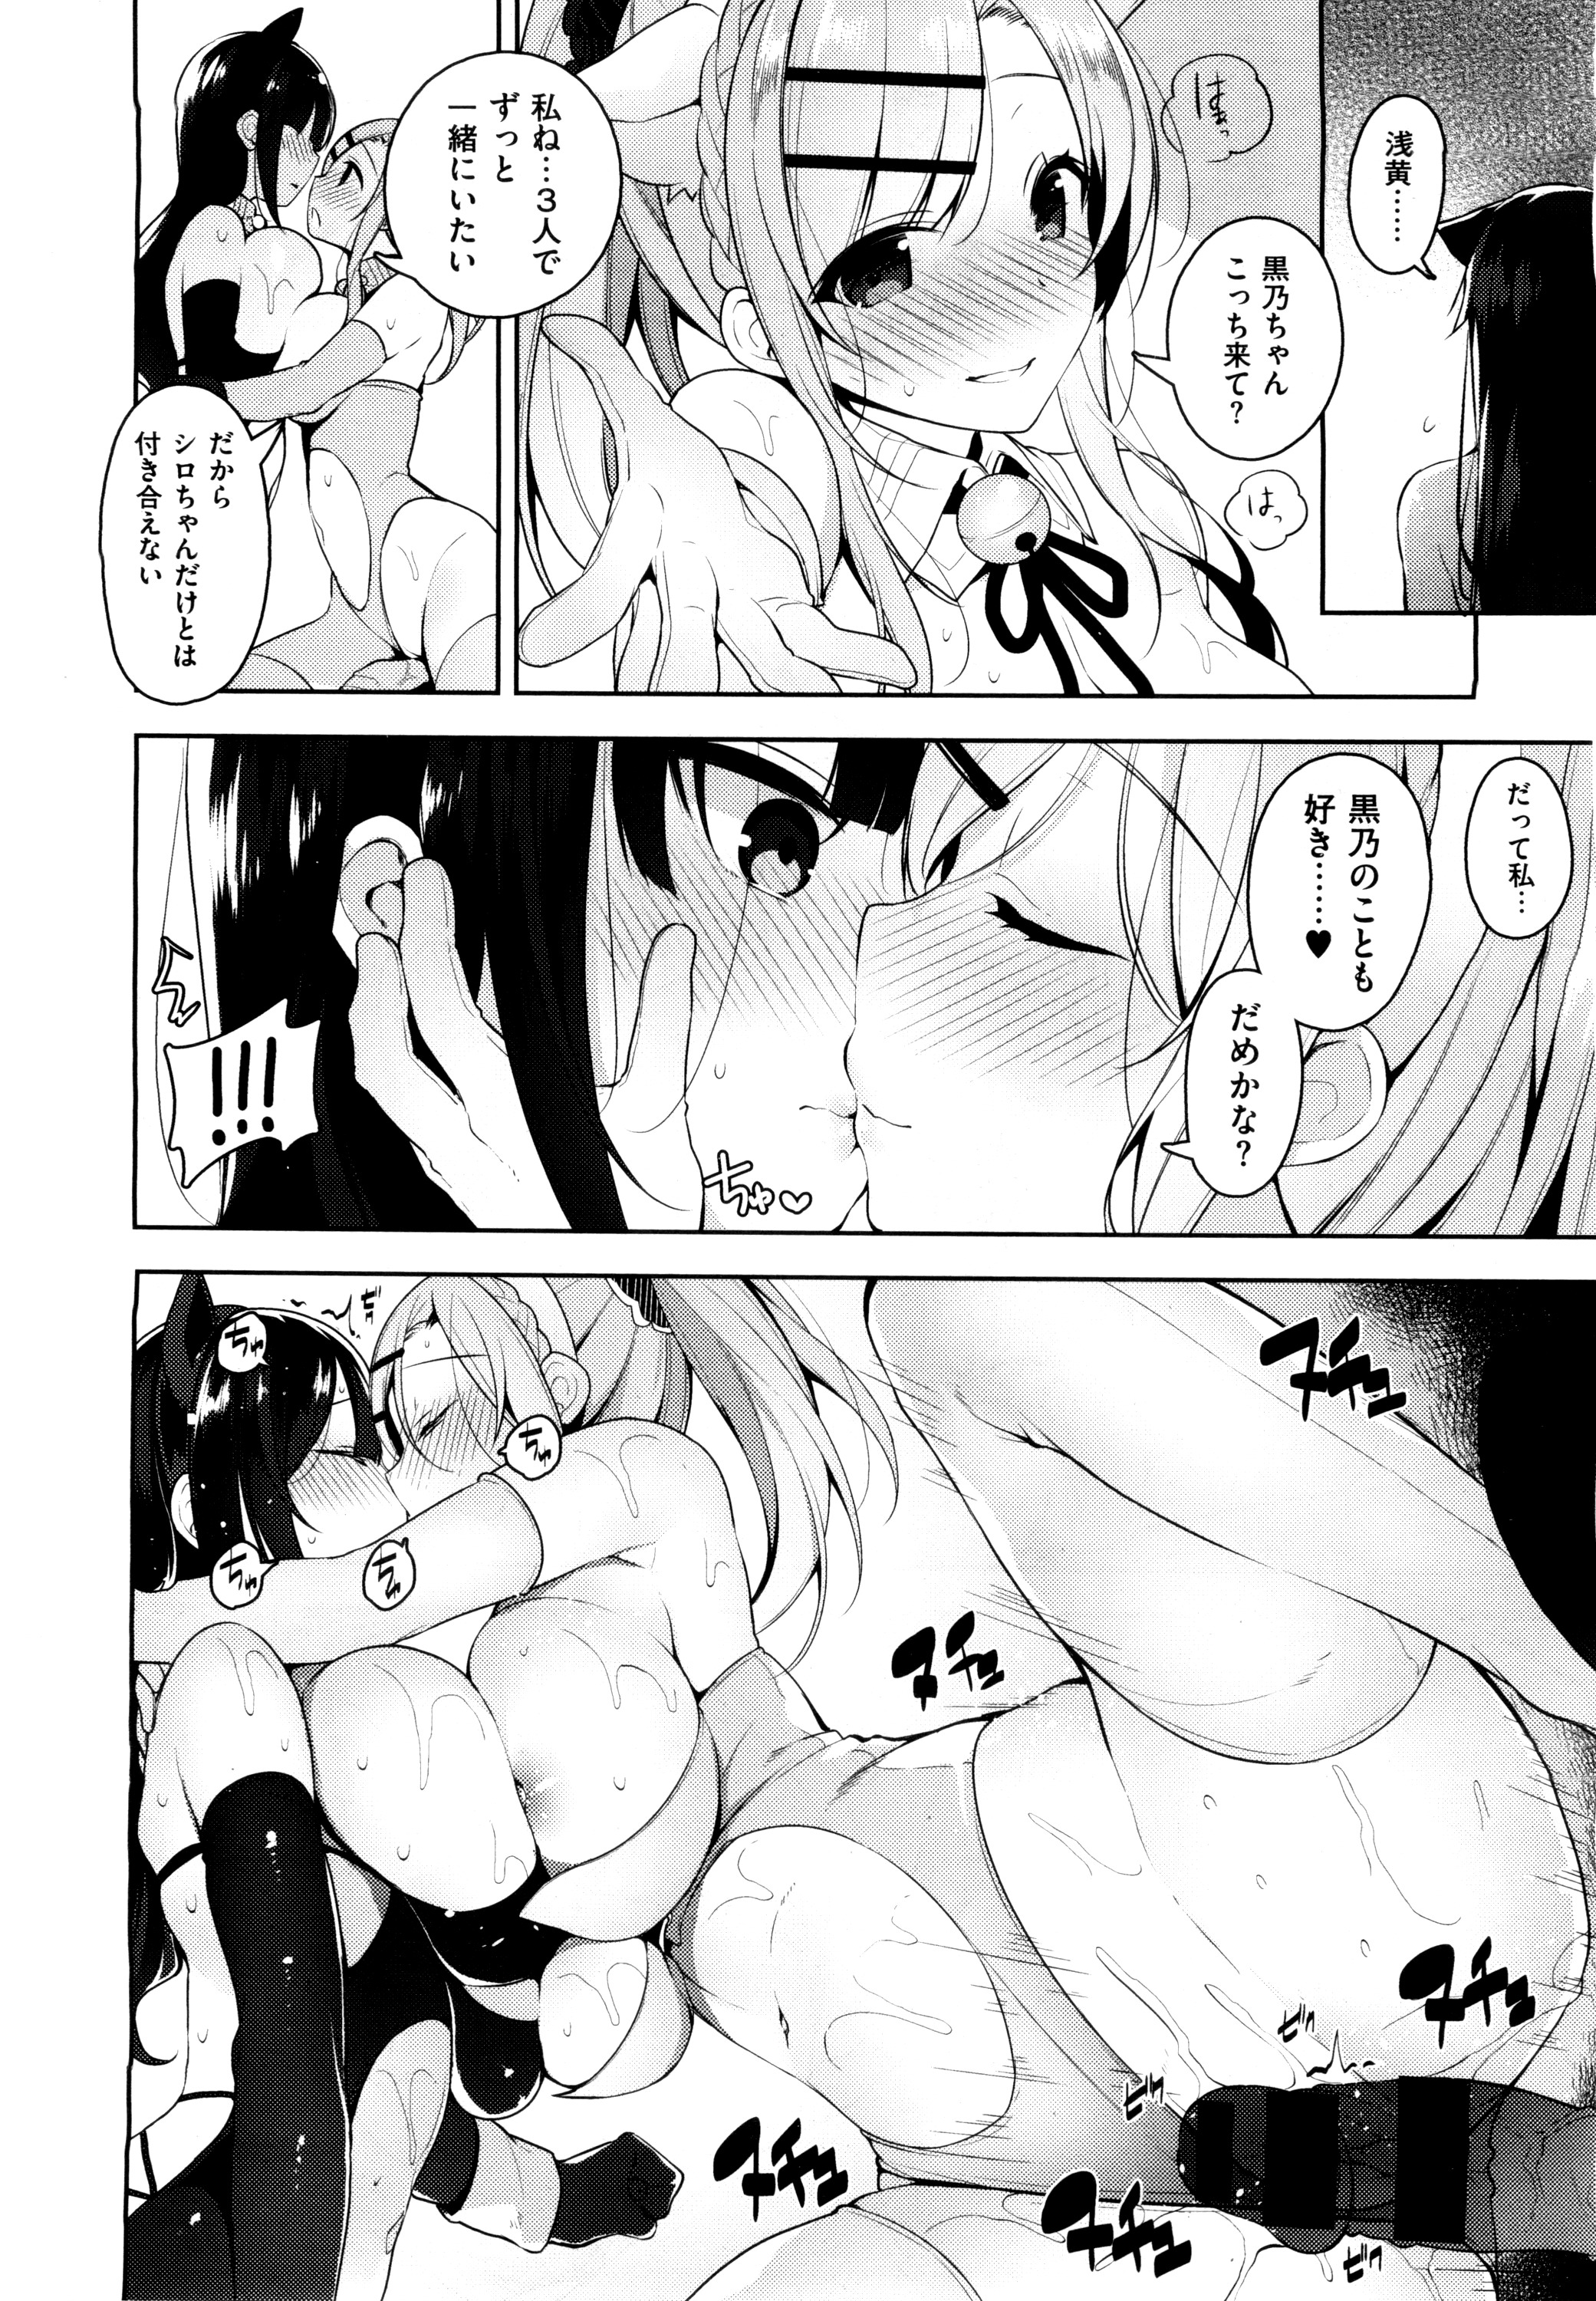 浅黄……
黒乃ちゃん
こっち来て?
はぁっ
はっ
私ね…3人で
ずっと
一緒にいたい
だから
シロちゃんだけとは
付き合えない
だって私…
黒乃のことも
好き……♥
だめかな?
ちゅ♡
!!!
ヌチュ
ちゅ
ちゅ
ちゅ
ちゅ
ヌチュ
ヌチュ
ゼク
ビク
ヌチュ
ヌチュ
ビク